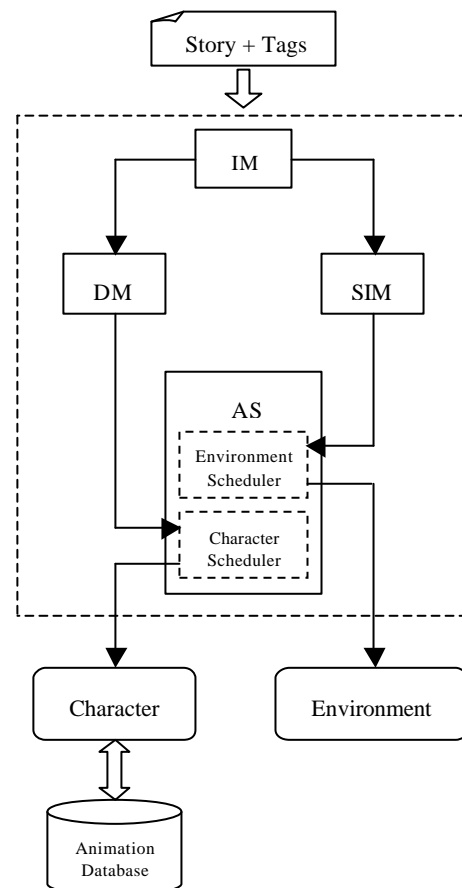 Story + Tags
IM
DM
SIM
AS
Environment
Scheduler
Character
Scheduler
Character
Environment
Animation
Database